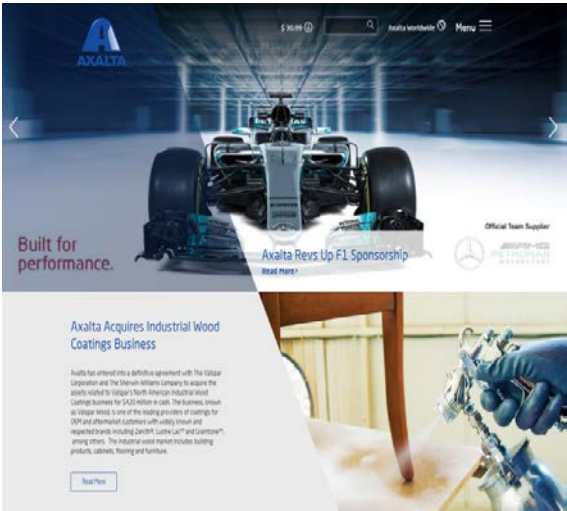 AXALTA
$ 30.99
Axalta Worldwide
Menu
Built for
performance.
Axalta Revs Up F1 Sponsorship
Read More>
Official Team Supplier
AMG
PETRONAS
MOTORSPORT
Axalta Acquires Industrial Wood
Coatings Business
Axalta has entered into a definitive agreement with The Valspar
Corporation and The Sherwin-Williams Company to acquire the
assets related to Valspar's North American Industrial Wood
Coatings business for $420 million in cash. The business, known
as Valspar Wood, is one of the leading providers of coatings for
OEM and aftermarket customers with widely known and
respected brands including Zenith®, Lustre Lac™ and Graintone™,
among others. The industrial wood market includes building
products, cabinets, flooring and furniture.
Read More